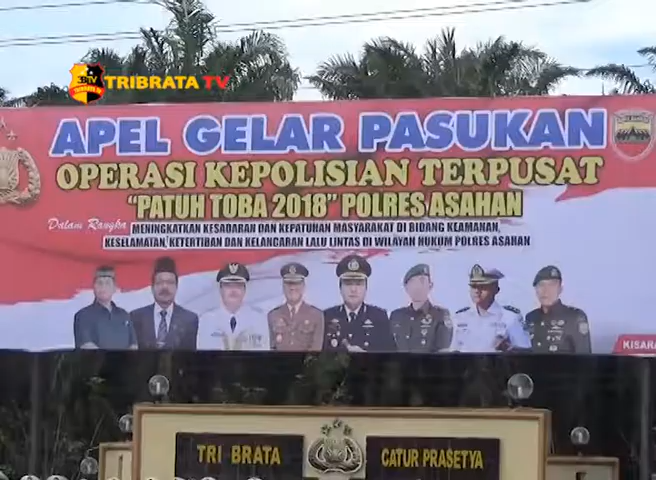 TRIBRATA TV
APEL GELAR PASUKAN
OPERASI KEPOLISIAN TERPUSAT
"PATUH TOBA 2018" POLRES ASAHAN
Dalam Rangka :
MENINGKATKAN KESADARAN DAN KEPATUHAN MASYARAKAT DI BIDANG KEAMANAN,
KESELAMATAN, KETERTIBAN DAN KELANCARAN LALU LINTAS DI WILAYAH HUKUM POLRES ASAHAN
KISARA
TRI BRATA
CATUR PRASETYA